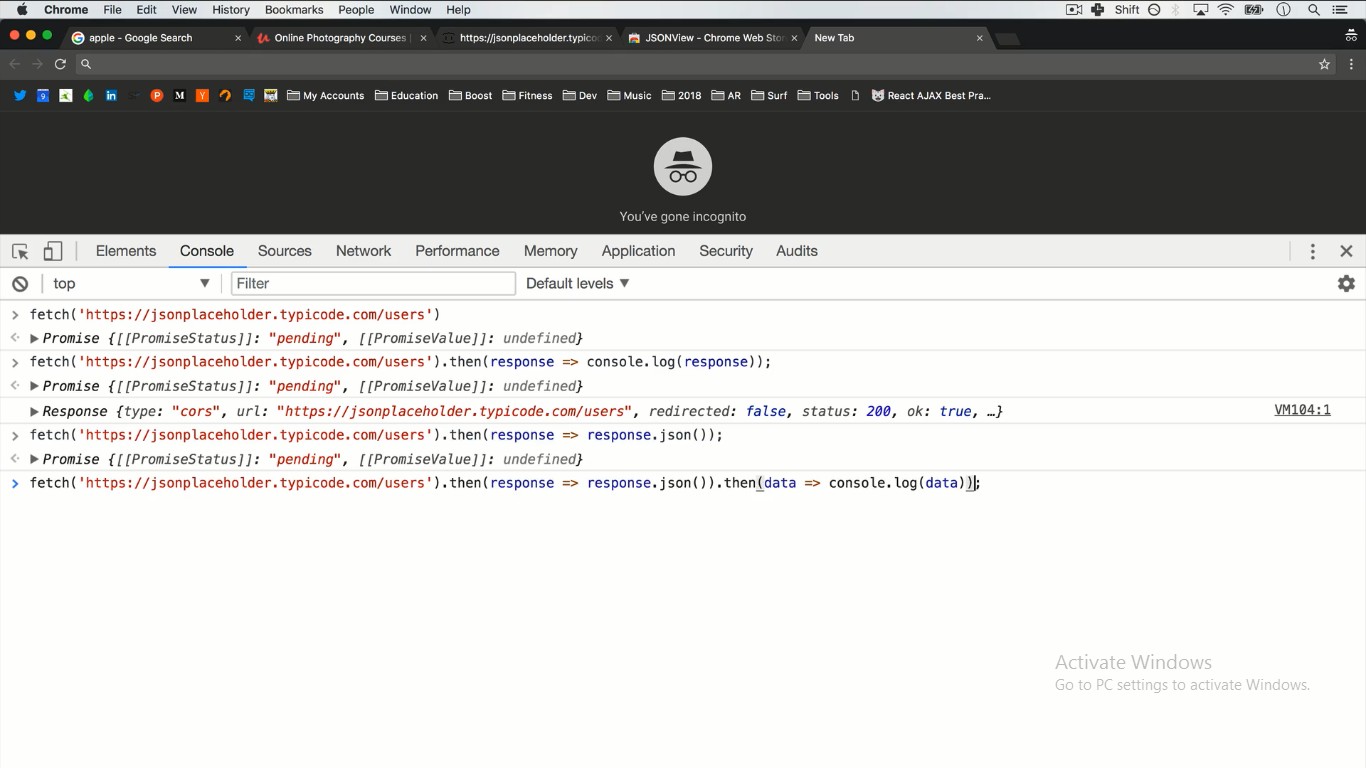 Chrome File Edit View History Bookmarks People Window Help Shift
apple - Google Search Online Photography Courses https://jsonplaceholder.typico JSONView - Chrome Web Sto New Tab
My Accounts Education Boost Fitness Dev Music 2018 AR Surf Tools React AJAX Best Pra...
You've gone incognito
Elements Console Sources Network Performance Memory Application Security Audits
top Filter Default levels
fetch('https://jsonplaceholder.typicode.com/users')
Promise {[[PromiseStatus]]: "pending", [[PromiseValue]]: undefined}
fetch('https://jsonplaceholder.typicode.com/users').then(response => console.log(response));
Promise {[[PromiseStatus]]: "pending", [[PromiseValue]]: undefined}
Response {type: "cors", url: "https://jsonplaceholder.typicode.com/users", redirected: false, status: 200, ok: true, …} VM104:1
fetch('https://jsonplaceholder.typicode.com/users').then(response => response.json());
Promise {[[PromiseStatus]]: "pending", [[PromiseValue]]: undefined}
fetch('https://jsonplaceholder.typicode.com/users').then(response => response.json()).then(data => console.log(data));
Activate Windows
Go to PC settings to activate Windows.